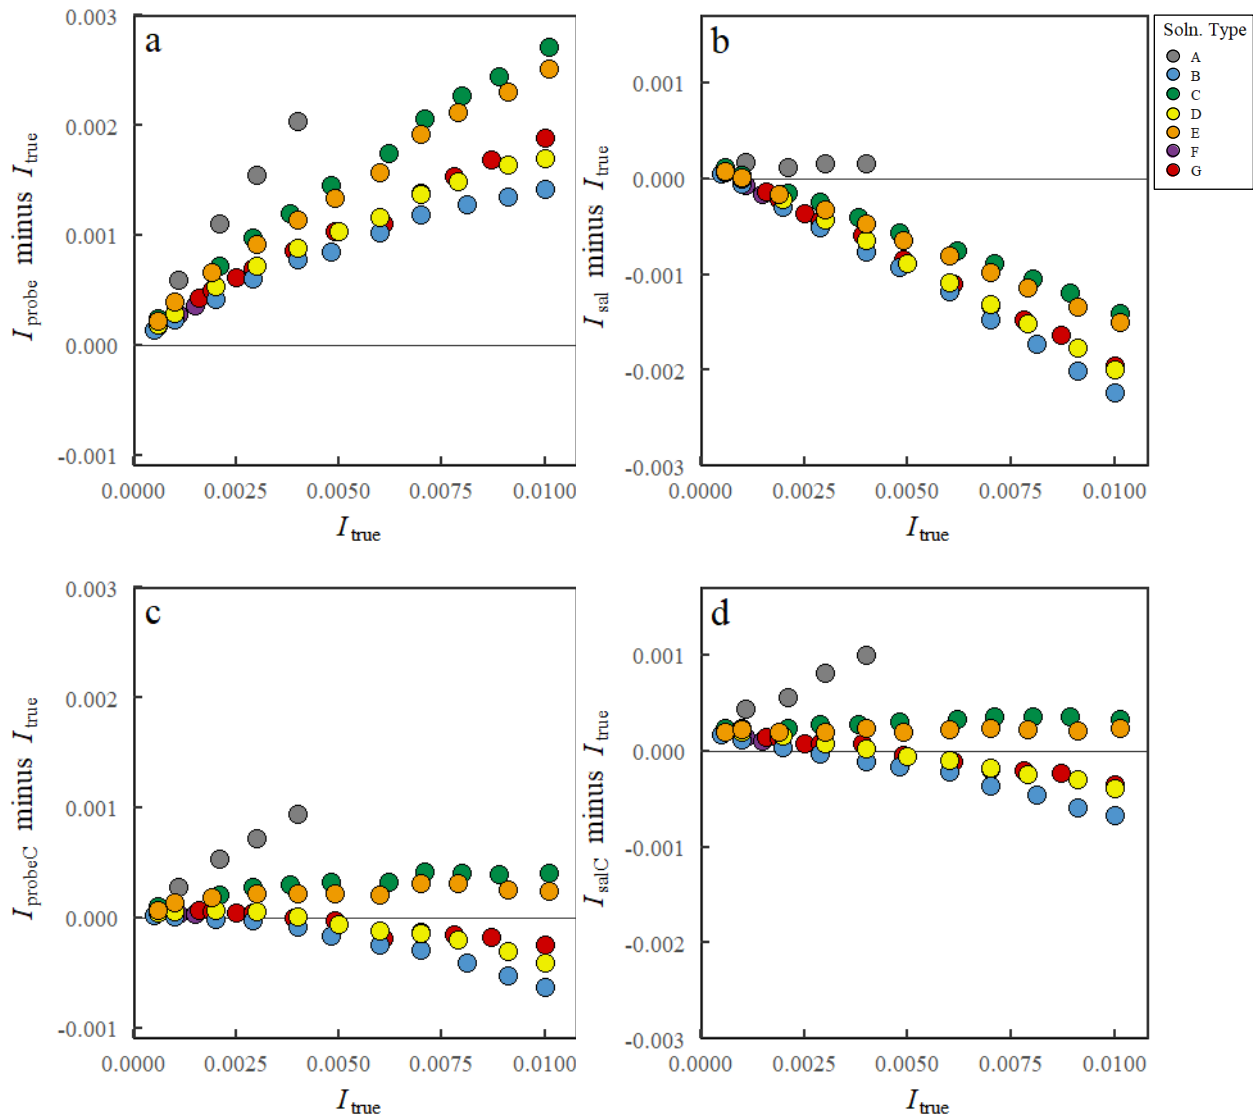 a
0.003
0.002
0.001
0.000
-0.001
I probe minus I true
0.0000 0.0025 0.0050 0.0075 0.0100
I true
b
0.001
0.000
-0.001
-0.002
-0.003
I sal minus I true
0.0000 0.0025 0.0050 0.0075 0.0100
I true
Soln. Type
A
B
C
D
E
F
G
c
0.003
0.002
0.001
0.000
-0.001
I probeC minus I true
0.0000 0.0025 0.0050 0.0075 0.0100
I true
d
0.001
0.000
-0.001
-0.002
-0.003
I salC minus I true
0.0000 0.0025 0.0050 0.0075 0.0100
I true